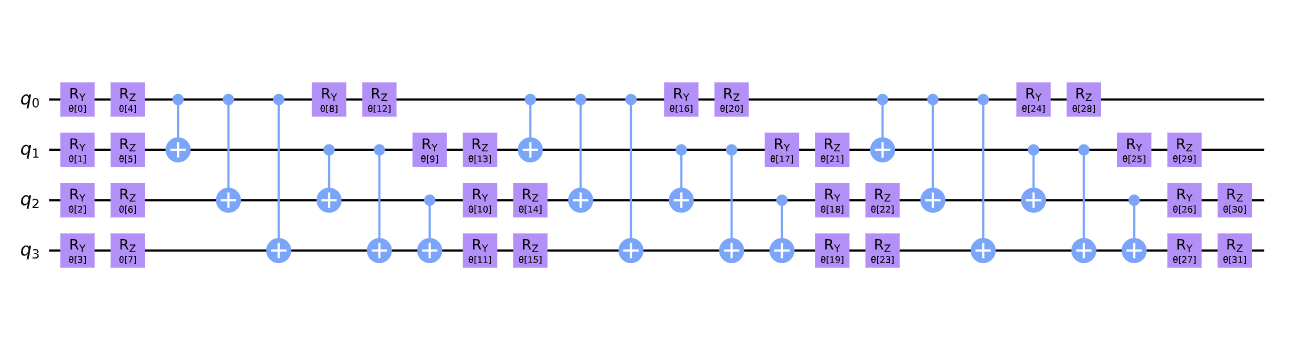 q0 RY θ[0] RZ θ[4] RY θ[8] RZ θ[12] RY θ[16] RZ θ[20] RY θ[24] RZ θ[28]
q1 RY θ[1] RZ θ[5] RY θ[9] RZ θ[13] RY θ[17] RZ θ[21] RY θ[25] RZ θ[29]
q2 RY θ[2] RZ θ[6] RY θ[10] RZ θ[14] RY θ[18] RZ θ[22] RY θ[26] RZ θ[30]
q3 RY θ[3] RZ θ[7] RY θ[11] RZ θ[15] RY θ[19] RZ θ[23] RY θ[27] RZ θ[31]